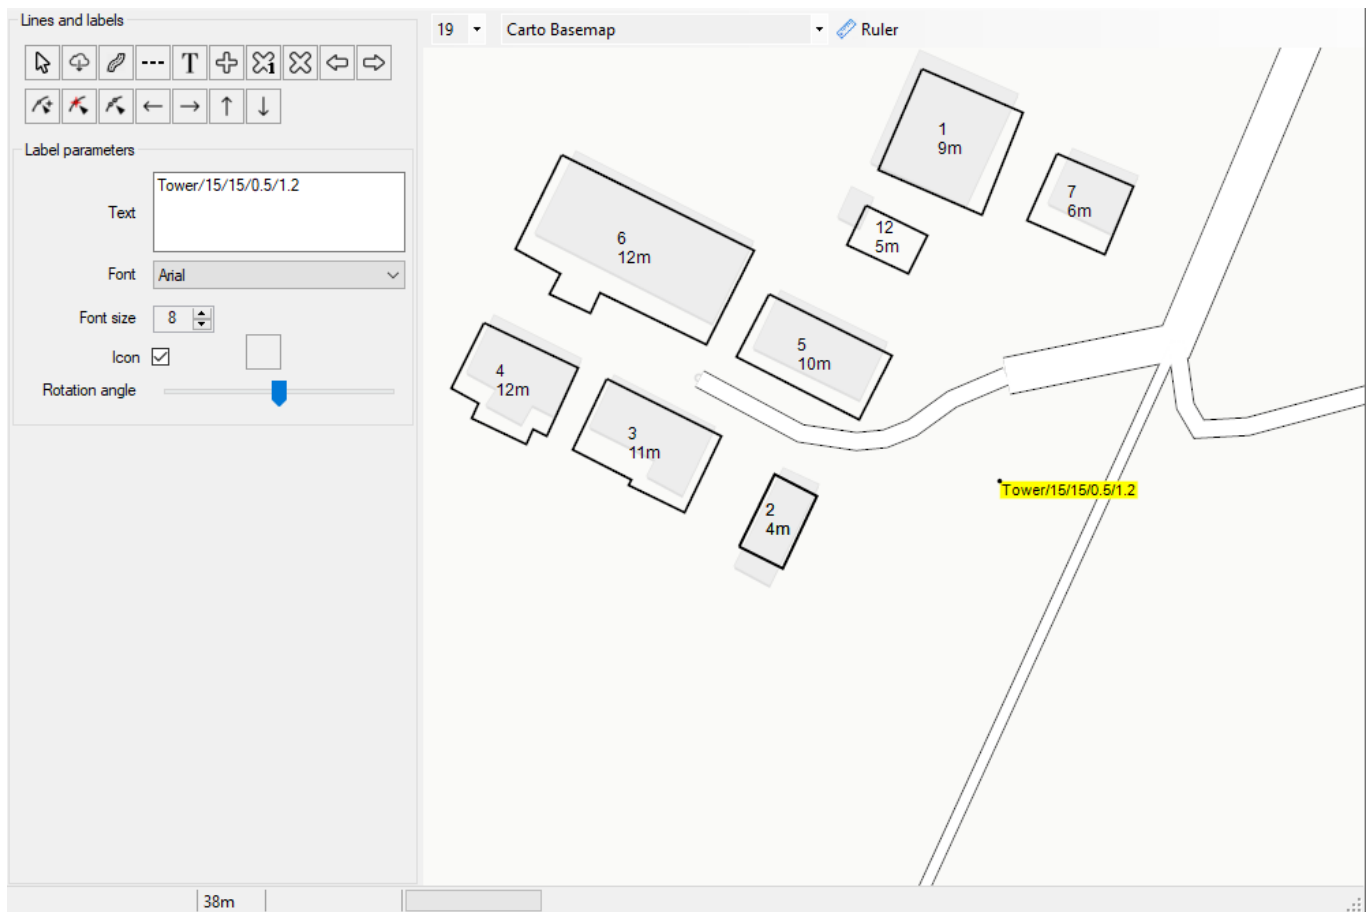 Lines and labels
19
Carto Basemap
Ruler
T
Label parameters
Text
Tower/15/15/0.5/1.2
Font
Arial
Font size
8
Icon
Rotation angle
1
9m
7
6m
12
5m
6
12m
5
10m
4
12m
3
11m
2
4m
Tower/15/15/0.5/1.2
38m